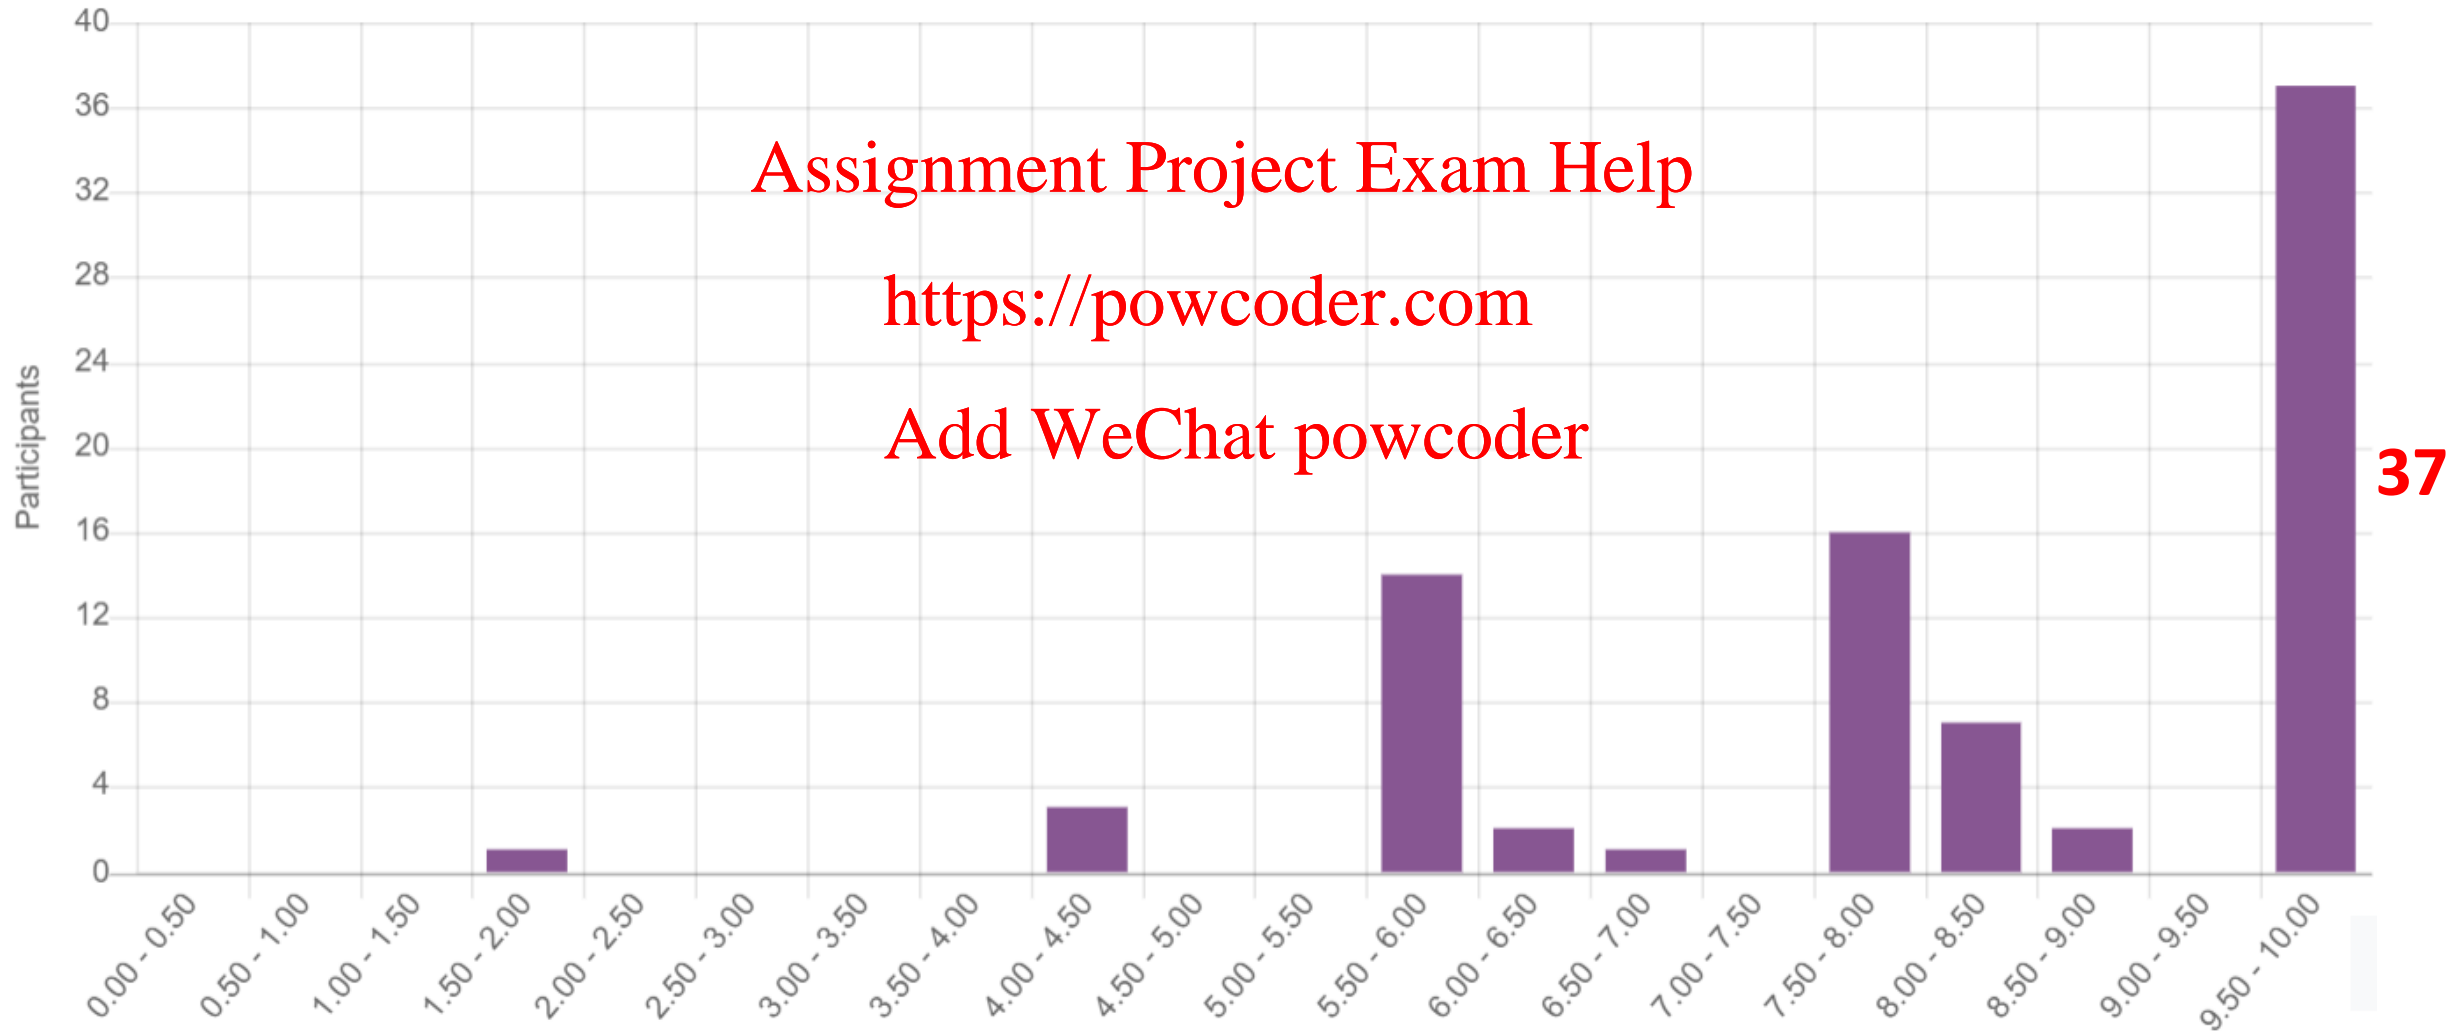 40
36
32
28
24
20
16
12
8
4
0
Participants
Assignment Project Exam Help
https://powcoder.com
Add WeChat powcoder
37
0.00 - 0.50
0.50 - 1.00
1.00 - 1.50
1.50 - 2.00
2.00 - 2.50
2.50 - 3.00
3.00 - 3.50
3.50 - 4.00
4.00 - 4.50
4.50 - 5.00
5.00 - 5.50
5.50 - 6.00
6.00 - 6.50
6.50 - 7.00
7.00 - 7.50
7.50 - 8.00
8.00 - 8.50
8.50 - 9.00
9.00 - 9.50
9.50 - 10.00